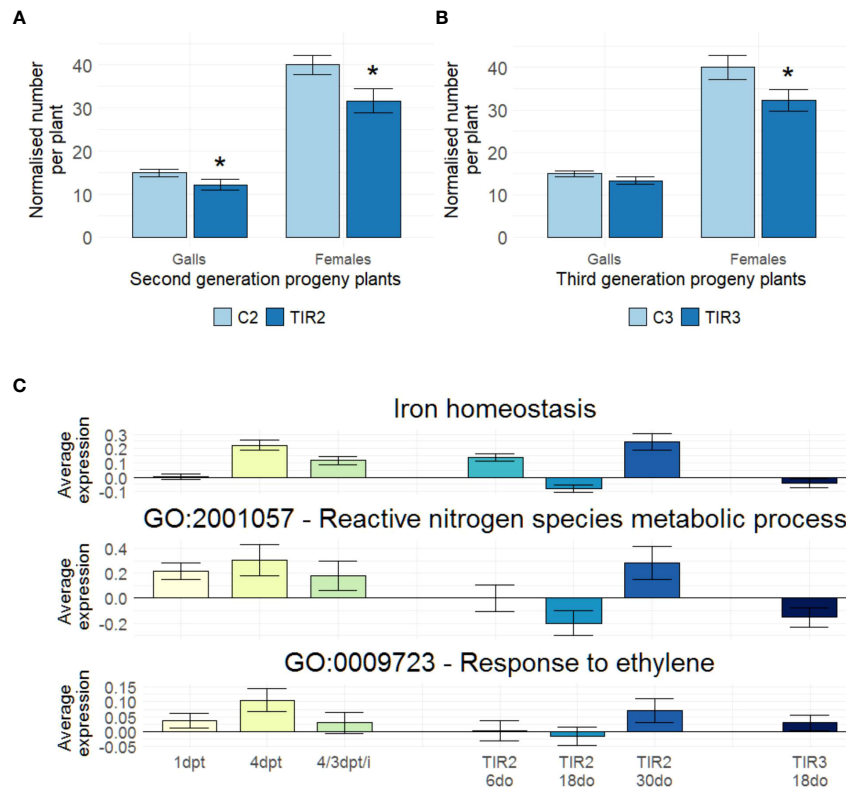 A
Normalised number
per plant
40
30
20
10
0
*
*
Galls
Females
Second generation progeny plants
C2
TIR2
B
Normalised number
per plant
40
30
20
10
0
*
Galls
Females
Third generation progeny plants
C3
TIR3
C
Iron homeostasis
Average
expression
0.3
0.2
0.1
0.0
-0.1
GO:2001057 - Reactive nitrogen species metabolic process
Average
expression
0.4
0.2
0.0
-0.2
GO:0009723 - Response to ethylene
Average
expression
0.15
0.10
0.05
0.00
-0.05
1dpt
4dpt
4/3dpt/i
TIR2
6do
TIR2
18do
TIR2
30do
TIR3
18do